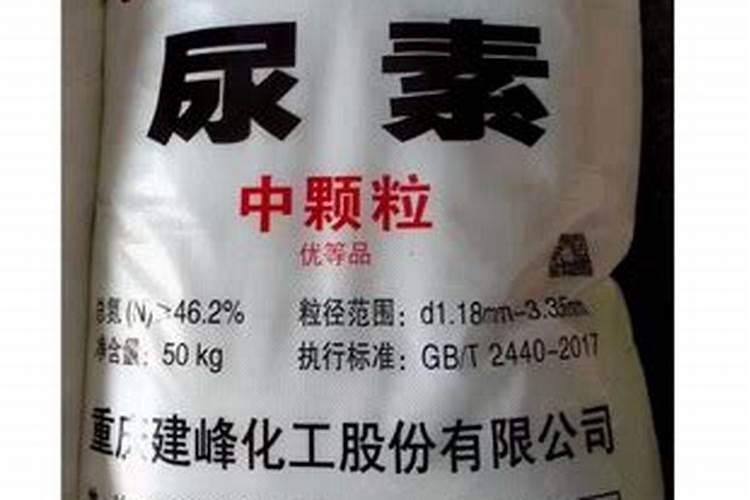 尿素
中颗粒
优等品
总氮(N)≥46.2% 粒径范围：d1.18mm-3.35mm
净含量：50kg 执行标准：GB/T 2440-2017
重庆建峰化工股份有限公司